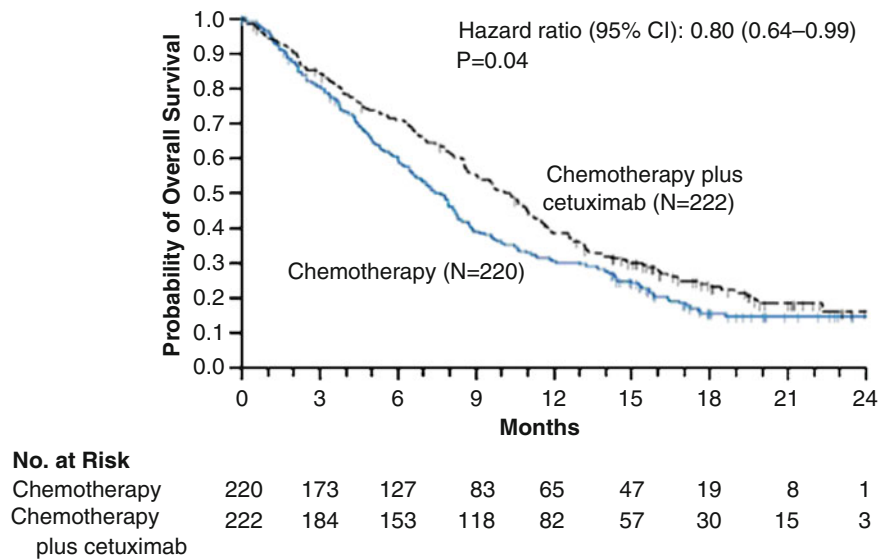 Hazard ratio (95% CI): 0.80 (0.64–0.99)
P=0.04
Probability of Overall Survival
1.0
0.9
0.8
0.7
0.6
0.5
0.4
0.3
0.2
0.1
0.0
Chemotherapy plus
cetuximab (N=222)
Chemotherapy (N=220)
0 3 6 9 12 15 18 21 24
Months
No. at Risk
Chemotherapy 220 173 127 83 65 47 19 8 1
Chemotherapy 222 184 153 118 82 57 30 15 3
plus cetuximab